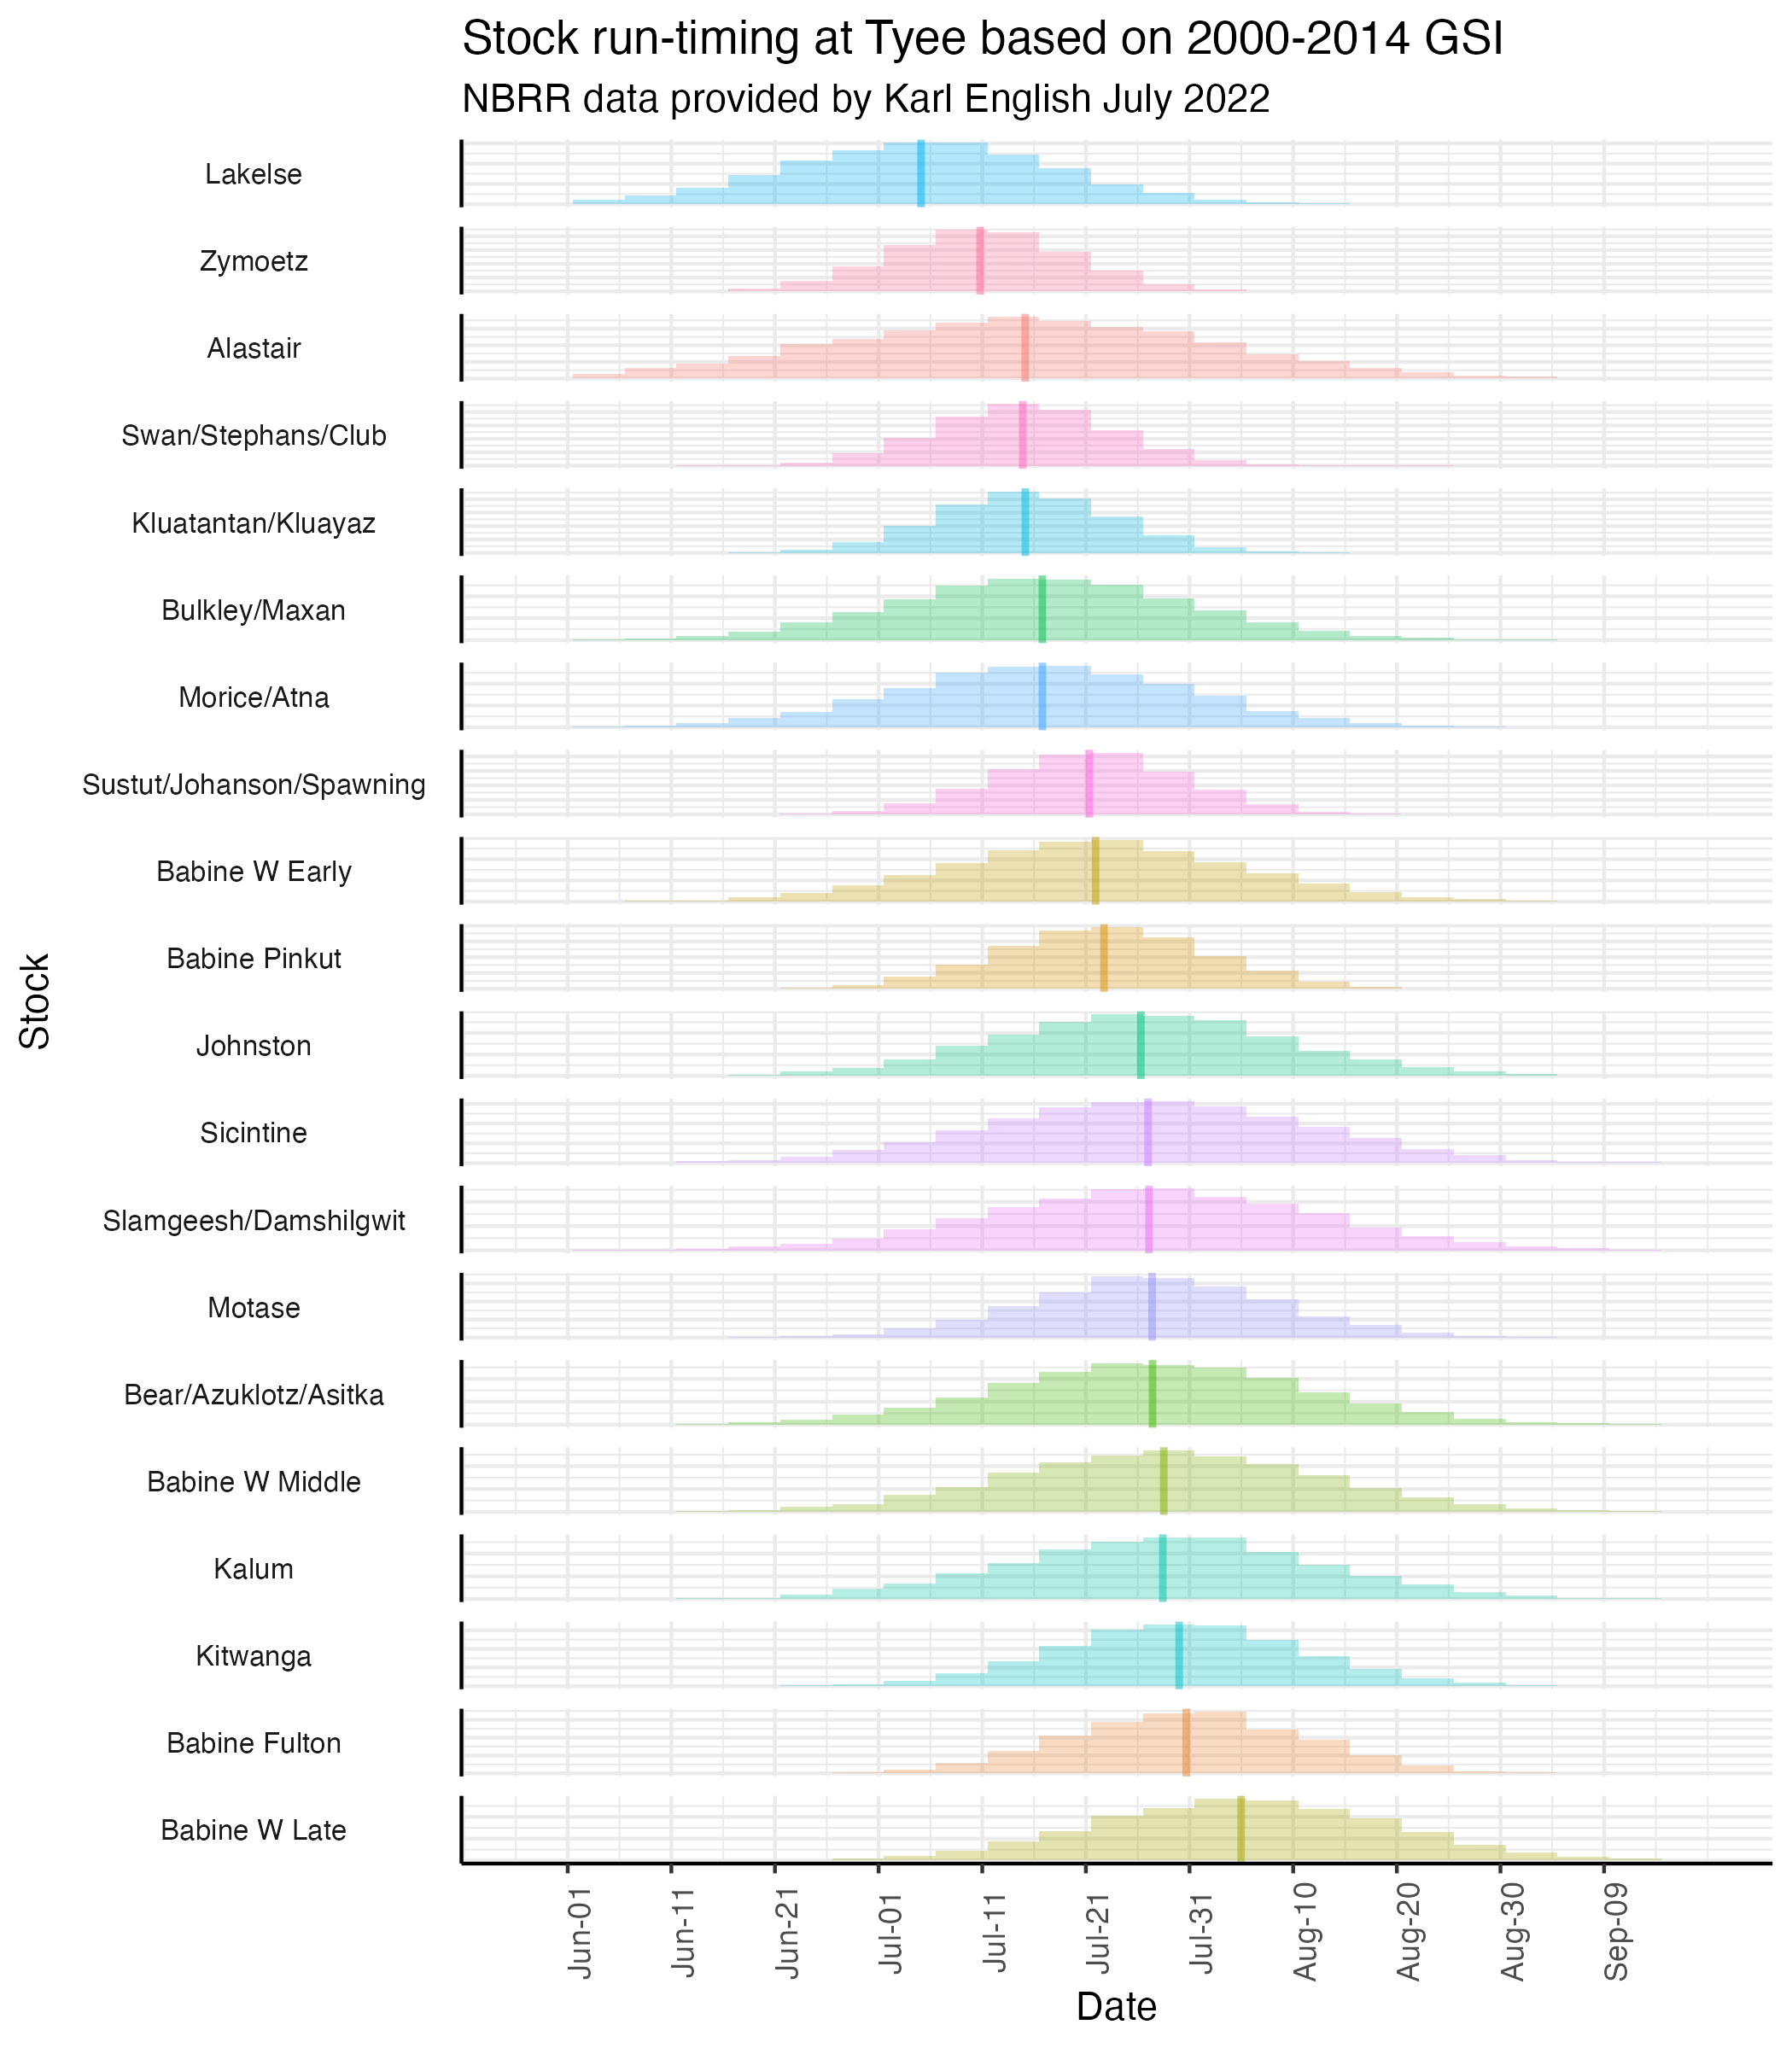 Stock run-timing at Tyee based on 2000-2014 GSI
NBRR data provided by Karl English July 2022
Lakelse
Zymoetz
Alastair
Swan/Stephans/Club
Kluatantan/Kluayaz
Bulkley/Maxan
Morice/Atna
Sustut/Johanson/Spawning
Babine W Early
Babine Pinkut
Johnston
Sicintine
Slamgeesh/Damshilgwit
Motase
Bear/Azuklotz/Asitka
Babine W Middle
Kalum
Kitwanga
Babine Fulton
Babine W Late
Stock
Jun-01
Jun-11
Jun-21
Jul-01
Jul-11
Jul-21
Jul-31
Aug-10
Aug-20
Aug-30
Sep-09
Date